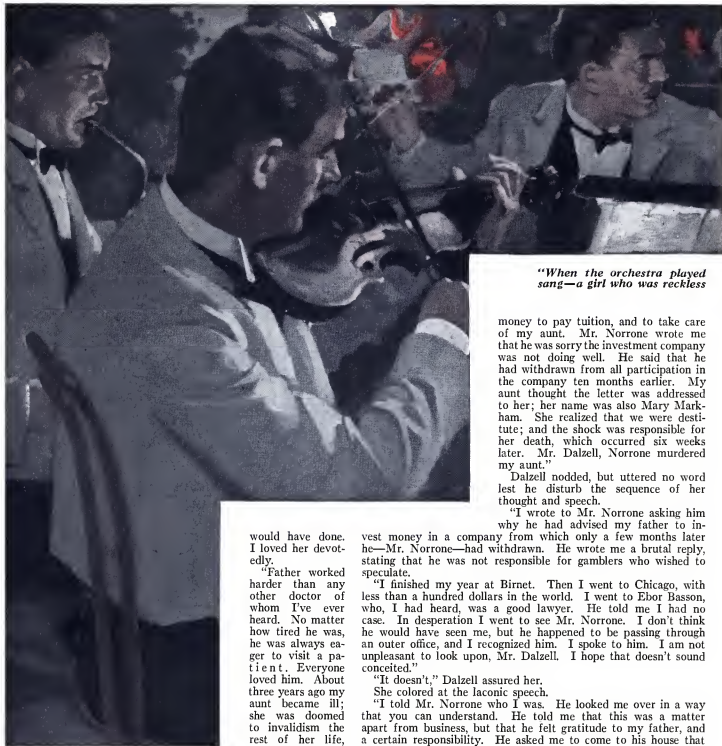 "When the orchestra played
sang—a girl who was reckless
would have done.
I loved her devot-
edly.
"Father worked
harder than any
other doctor of
whom I've ever
heard. No matter
how tired he was,
he was always ea-
ger to visit a pa-
tient. Everyone
loved him. About
three years ago my
aunt became ill;
she was doomed
to invalidism the
rest of her life,
money to pay tuition, and to take care
of my aunt. Mr. Norrone wrote me
that he was sorry the investment company
was not doing well. He said that he
had withdrawn from all participation in
the company ten months earlier. My
aunt thought the letter was addressed
to her; her name was also Mary Mark-
ham. She realized that we were desti-
tute; and the shock was responsible for
her death, which occurred six weeks
later. Mr. Dalzell, Norrone murdered
my aunt."
Dalzell nodded, but uttered no word
lest he disturb the sequence of her
thought and speech.
"I wrote to Mr. Norrone asking him
why he had advised my father to in-
vest money in a company from which only a few months later
he—Mr. Norrone—had withdrawn. He wrote me a brutal reply,
stating that he was not responsible for gamblers who wished to
speculate.
"I finished my year at Birnet. Then I went to Chicago, with
less than a hundred dollars in the world. I went to Ebor Basson,
who, I had heard, was a good lawyer. He told me I had no
case. In desperation I went to see Mr. Norrone. I don't think
he would have seen me, but he happened to be passing through
an outer office, and I recognized him. I spoke to him. I am not
unpleasant to look upon, Mr. Dalzell. I hope that doesn't sound
conceited."
"It doesn't," Dalzell assured her.
She colored at the laconic speech.
"I told Mr. Norrone who I was. He looked me over in a way
that you can understand. He told me that this was a matter
apart from business, but that he felt gratitude to my father, and
a certain responsibility. He asked me to come to his house that